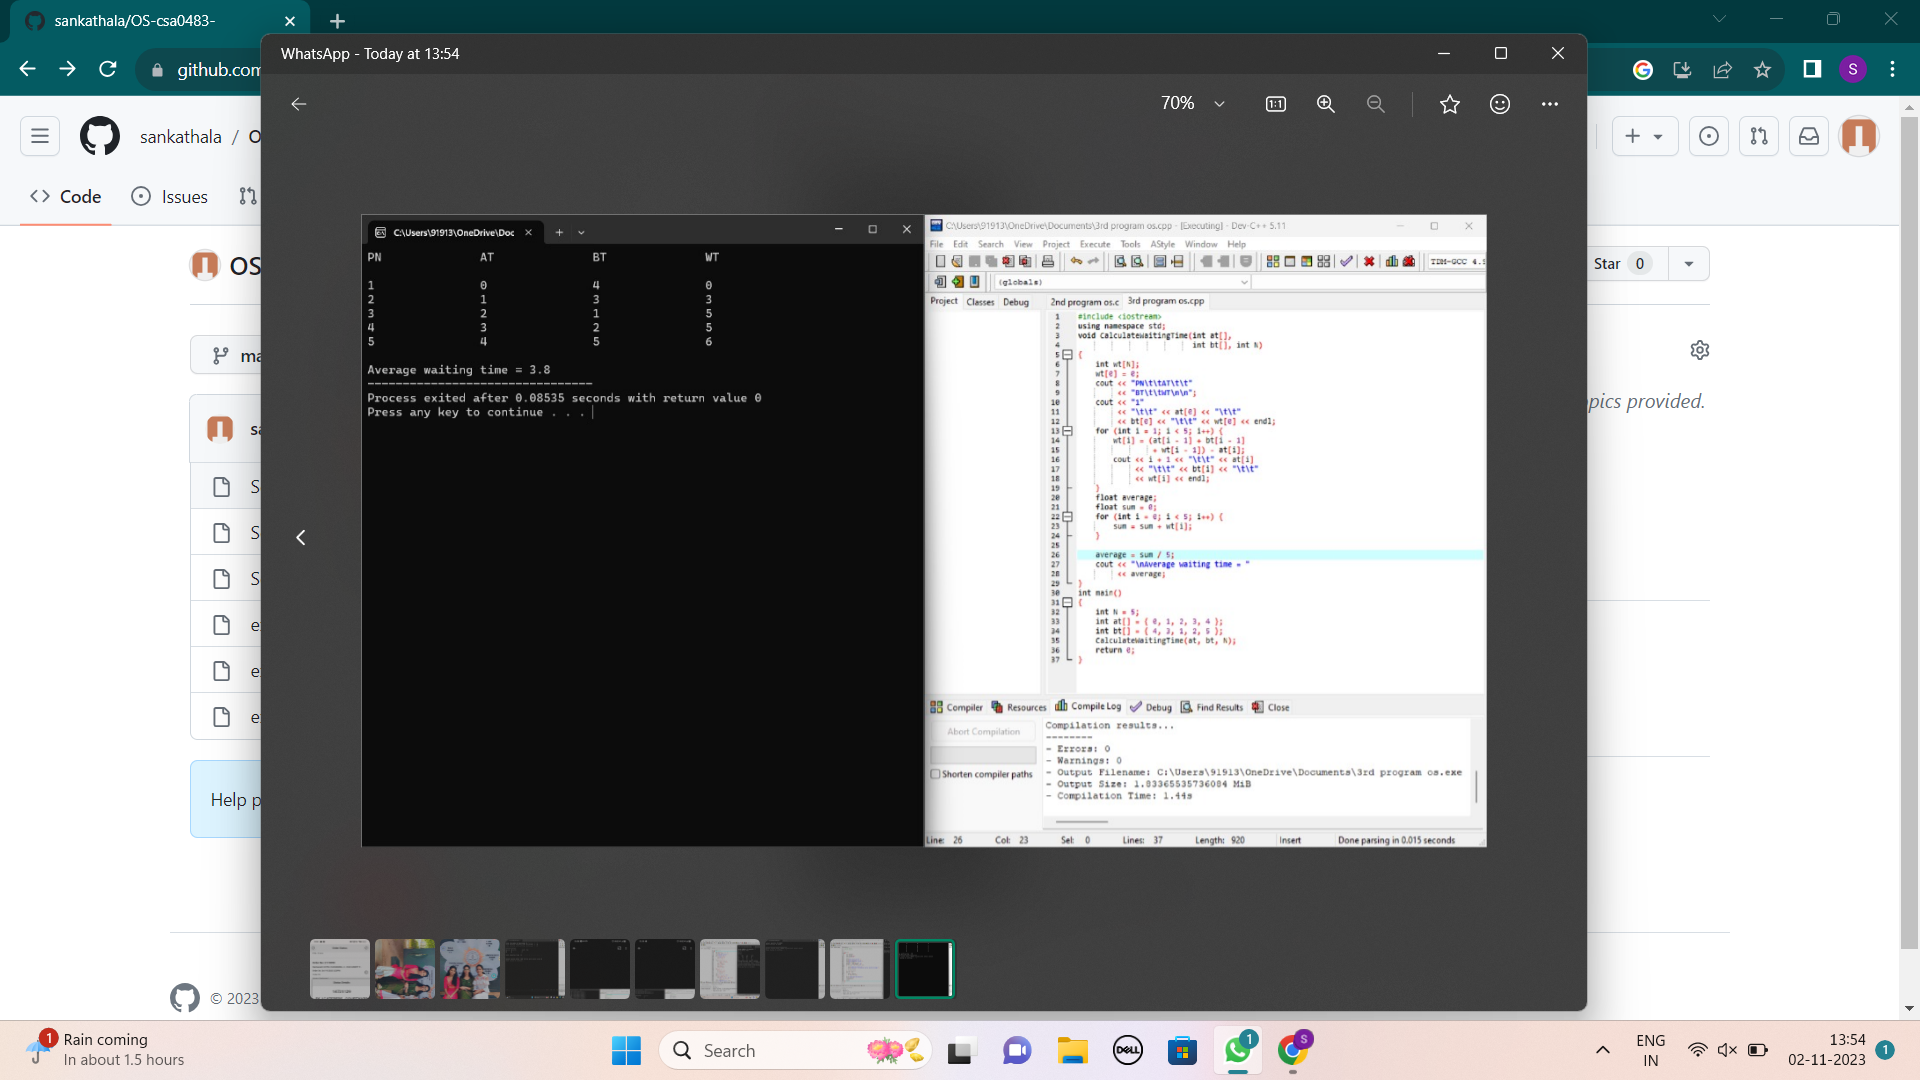 sankathala/OS-csa0483-
github.com
WhatsApp - Today at 13:54
70%
sankathala / O
Code
Issues
OS
Star 0
ma
sa
S
S
S
e
e
e
Help p
© 2023
pics provided.
C:\Users\91913\OneDrive\Doc
PN AT BT WT
1 0 4 0
2 1 3 3
3 2 1 5
4 3 2 5
5 4 5 6
Average waiting time = 3.8
--------------------------------
Process exited after 0.08535 seconds with return value 0
Press any key to continue . . .
C:\Users\91913\OneDrive\Documents\3rd program os.cpp - [Executing] - Dev-C++ 5.11
File Edit Search View Project Execute Tools AStyle Window Help
TDM-GCC 4.9
(globals)
Project Classes Debug
2nd program os.c 3rd program os.cpp
1 #include <iostream>
2 using namespace std;
3 void CalculateWaitingTime(int at[],
4 int bt[], int N)
5 {
6 int wt[N];
7 wt[0] = 0;
8 cout << "PN\t\tAT\t\t"
9 << "BT\t\tWT\n\n";
10 cout << "1"
11 << "\t\t" << at[0] << "\t\t"
12 << bt[0] << "\t\t" << wt[0] << endl;
13 for (int i = 1; i < 5; i++) {
14 wt[i] = (at[i - 1] + bt[i - 1]
15 + wt[i - 1]) - at[i];
16 cout << i + 1 << "\t\t" << at[i]
17 << "\t\t" << bt[i] << "\t\t"
18 << wt[i] << endl;
19 }
20 float average;
21 float sum = 0;
22 for (int i = 0; i < 5; i++) {
23 sum = sum + wt[i];
24 }
25
26 average = sum / 5;
27 cout << "\nAverage waiting time = "
28 << average;
29 }
30 int main()
31 {
32 int N = 5;
33 int at[] = { 0, 1, 2, 3, 4 };
34 int bt[] = { 4, 3, 1, 2, 5 };
35 CalculateWaitingTime(at, bt, N);
36 return 0;
37 }
Compiler Resources Compile Log Debug Find Results Close
Abort Compilation
Shorten compiler paths
Compilation results...
--------
- Errors: 0
- Warnings: 0
- Output Filename: C:\Users\91913\OneDrive\Documents\3rd program os.exe
- Output Size: 1.83365535736084 MiB
- Compilation Time: 1.44s
Line: 26 Col: 23 Sel: 0 Lines: 37 Length: 920 Insert Done parsing in 0.015 seconds
1
Rain coming
In about 1.5 hours
Search
DELL
1
S
S
ENG
IN
13:54
02-11-2023
1